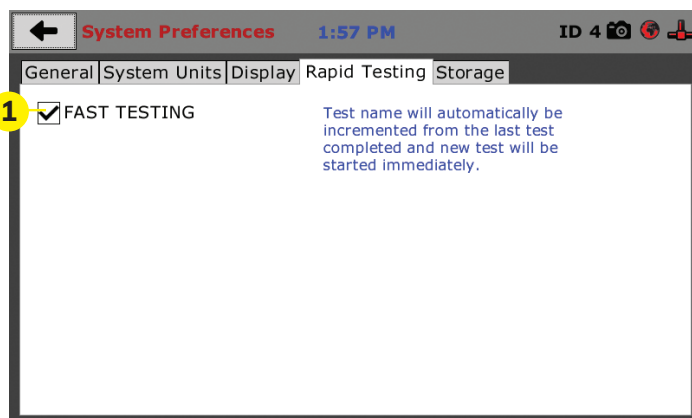 System Preferences 1:57 PM ID 4
General System Units Display Rapid Testing Storage
1 FAST TESTING
Test name will automatically be
incremented from the last test
completed and new test will be
started immediately.